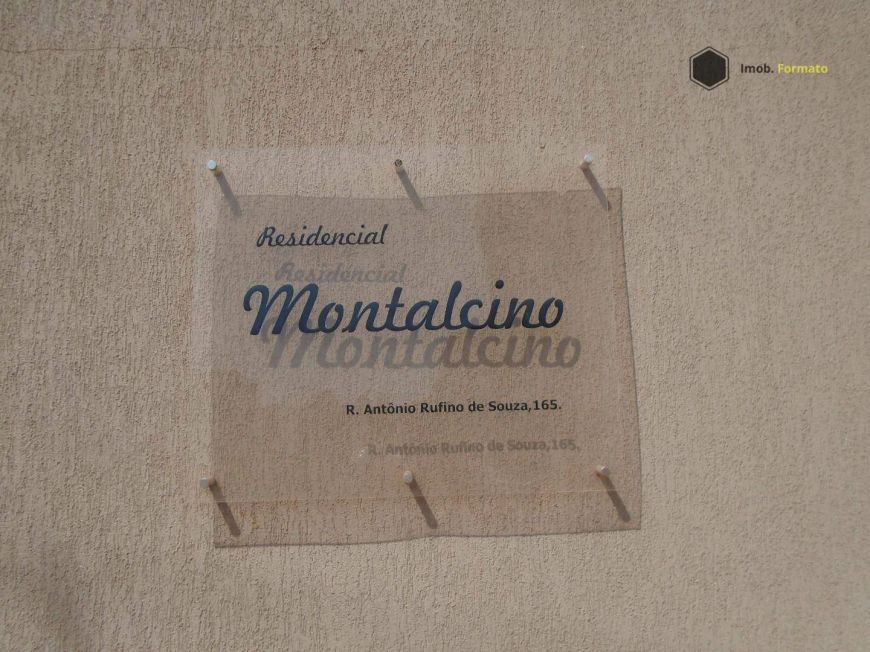 Imob. Formato
Residencial
Montalcino
R. Antônio Rufino de Souza,165.